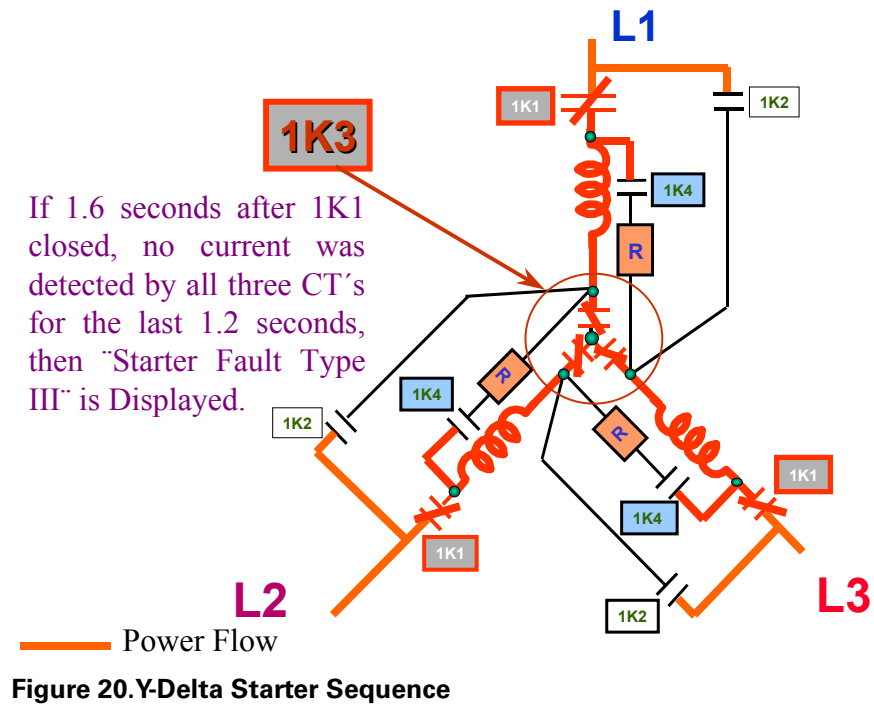 L1
1K1
1K2
1K3
1K4
If 1.6 seconds after 1K1
closed, no current was
detected by all three CT´s
for the last 1.2 seconds,
then ¨Starter Fault Type
III¨ is Displayed.
R
R
1K4
1K2
R
1K1
1K4
1K1
L2
1K2
L3
Power Flow
Figure 20.Y-Delta Starter Sequence